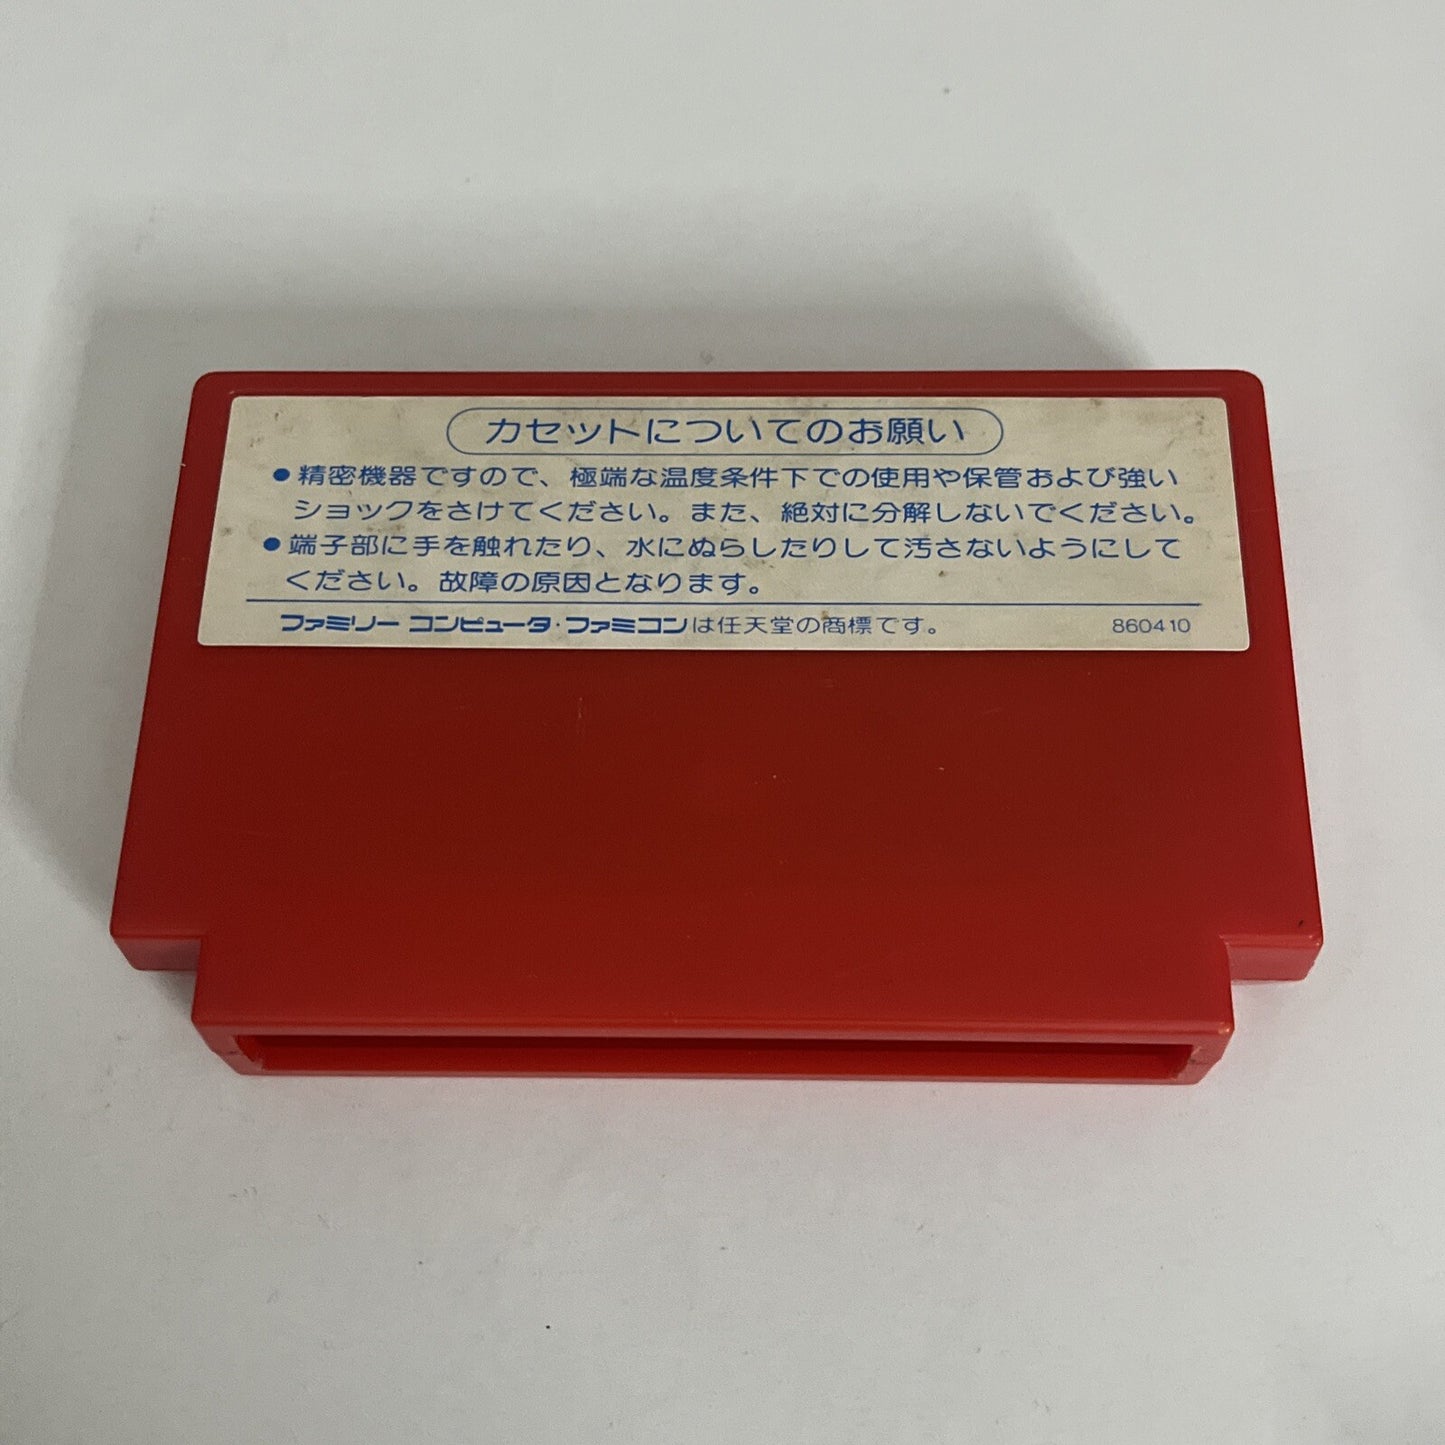 カセットについてのお願い
●精密機器ですので、極端な温度条件下での使用や保管および強い
ショックをさけてください。また、絶対に分解しないでください。
●端子部に手を触れたり、水にぬらしたりして汚さないようにして
ください。故障の原因となります。
ファミリー コンピュータ・ファミコンは任天堂の商標です。 860410